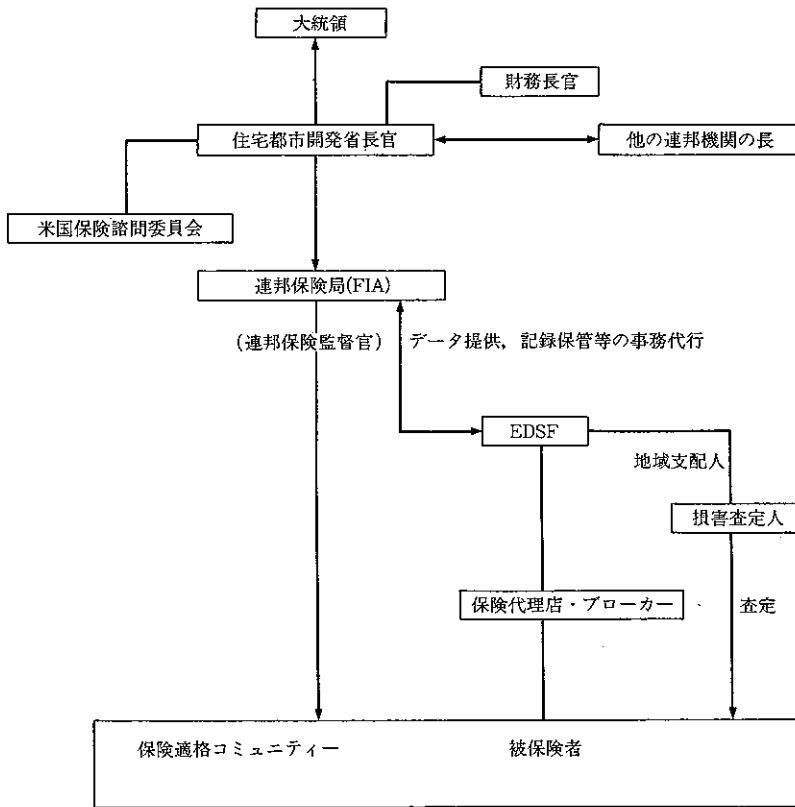 大統領
財務長官
住宅都市開発省長官
他の連邦機関の長
米国保険諮問委員会
連邦保険局(FIA)
(連邦保険監督官)
データ提供，記録保管等の事務代行
EDSF
地域支配人
損害査定人
保険代理店・ブローカー
査定
保険適格コミュニティー
被保険者